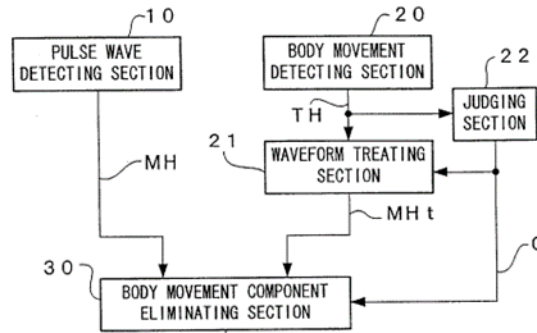 10
20
22
PULSE WAVE
DETECTING SECTION
BODY MOVEMENT
DETECTING SECTION
JUDGING
SECTION
TH
21
WAVEFORM TREATING
SECTION
MH
MHt
30
BODY MOVEMENT COMPONENT
ELIMINATING SECTION